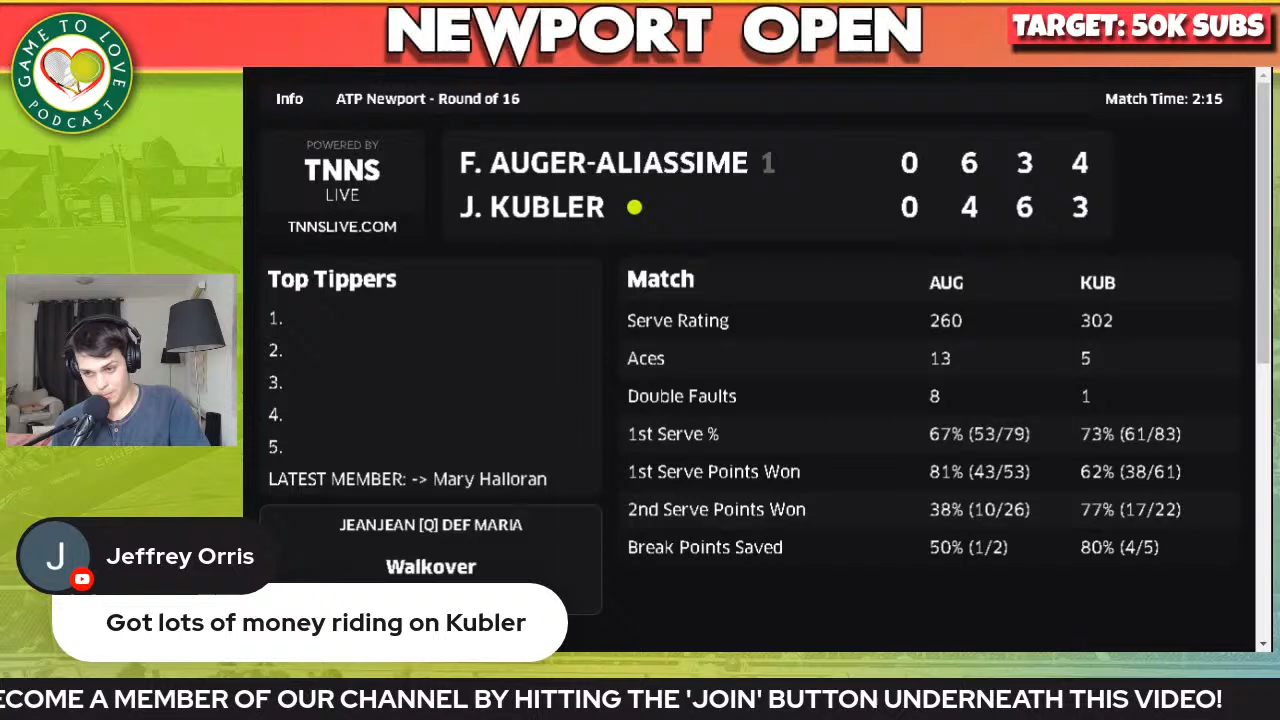 NEWPORT OPEN
TARGET: 50K SUBS
GAME TO LOVE
PODCAST
Info
ATP Newport - Round of 16
Match Time: 2:15
POWERED BY
TNNS
LIVE
TNNSLIVE.COM
F. AUGER-ALIASSIME 1 0 6 3 4
J. KUBLER 0 4 6 3
Top Tippers
1.
2.
3.
4.
5.
LATEST MEMBER: -> Mary Halloran
JEANJEAN [Q] DEF MARIA
Walkover
Match AUG KUB
Serve Rating 260 302
Aces 13 5
Double Faults 8 1
1st Serve % 67% (53/79) 73% (61/83)
1st Serve Points Won 81% (43/53) 62% (38/61)
2nd Serve Points Won 38% (10/26) 77% (17/22)
Break Points Saved 50% (1/2) 80% (4/5)
J
Jeffrey Orris
Got lots of money riding on Kubler
ECOME A MEMBER OF OUR CHANNEL BY HITTING THE 'JOIN' BUTTON UNDERNEATH THIS VIDEO!